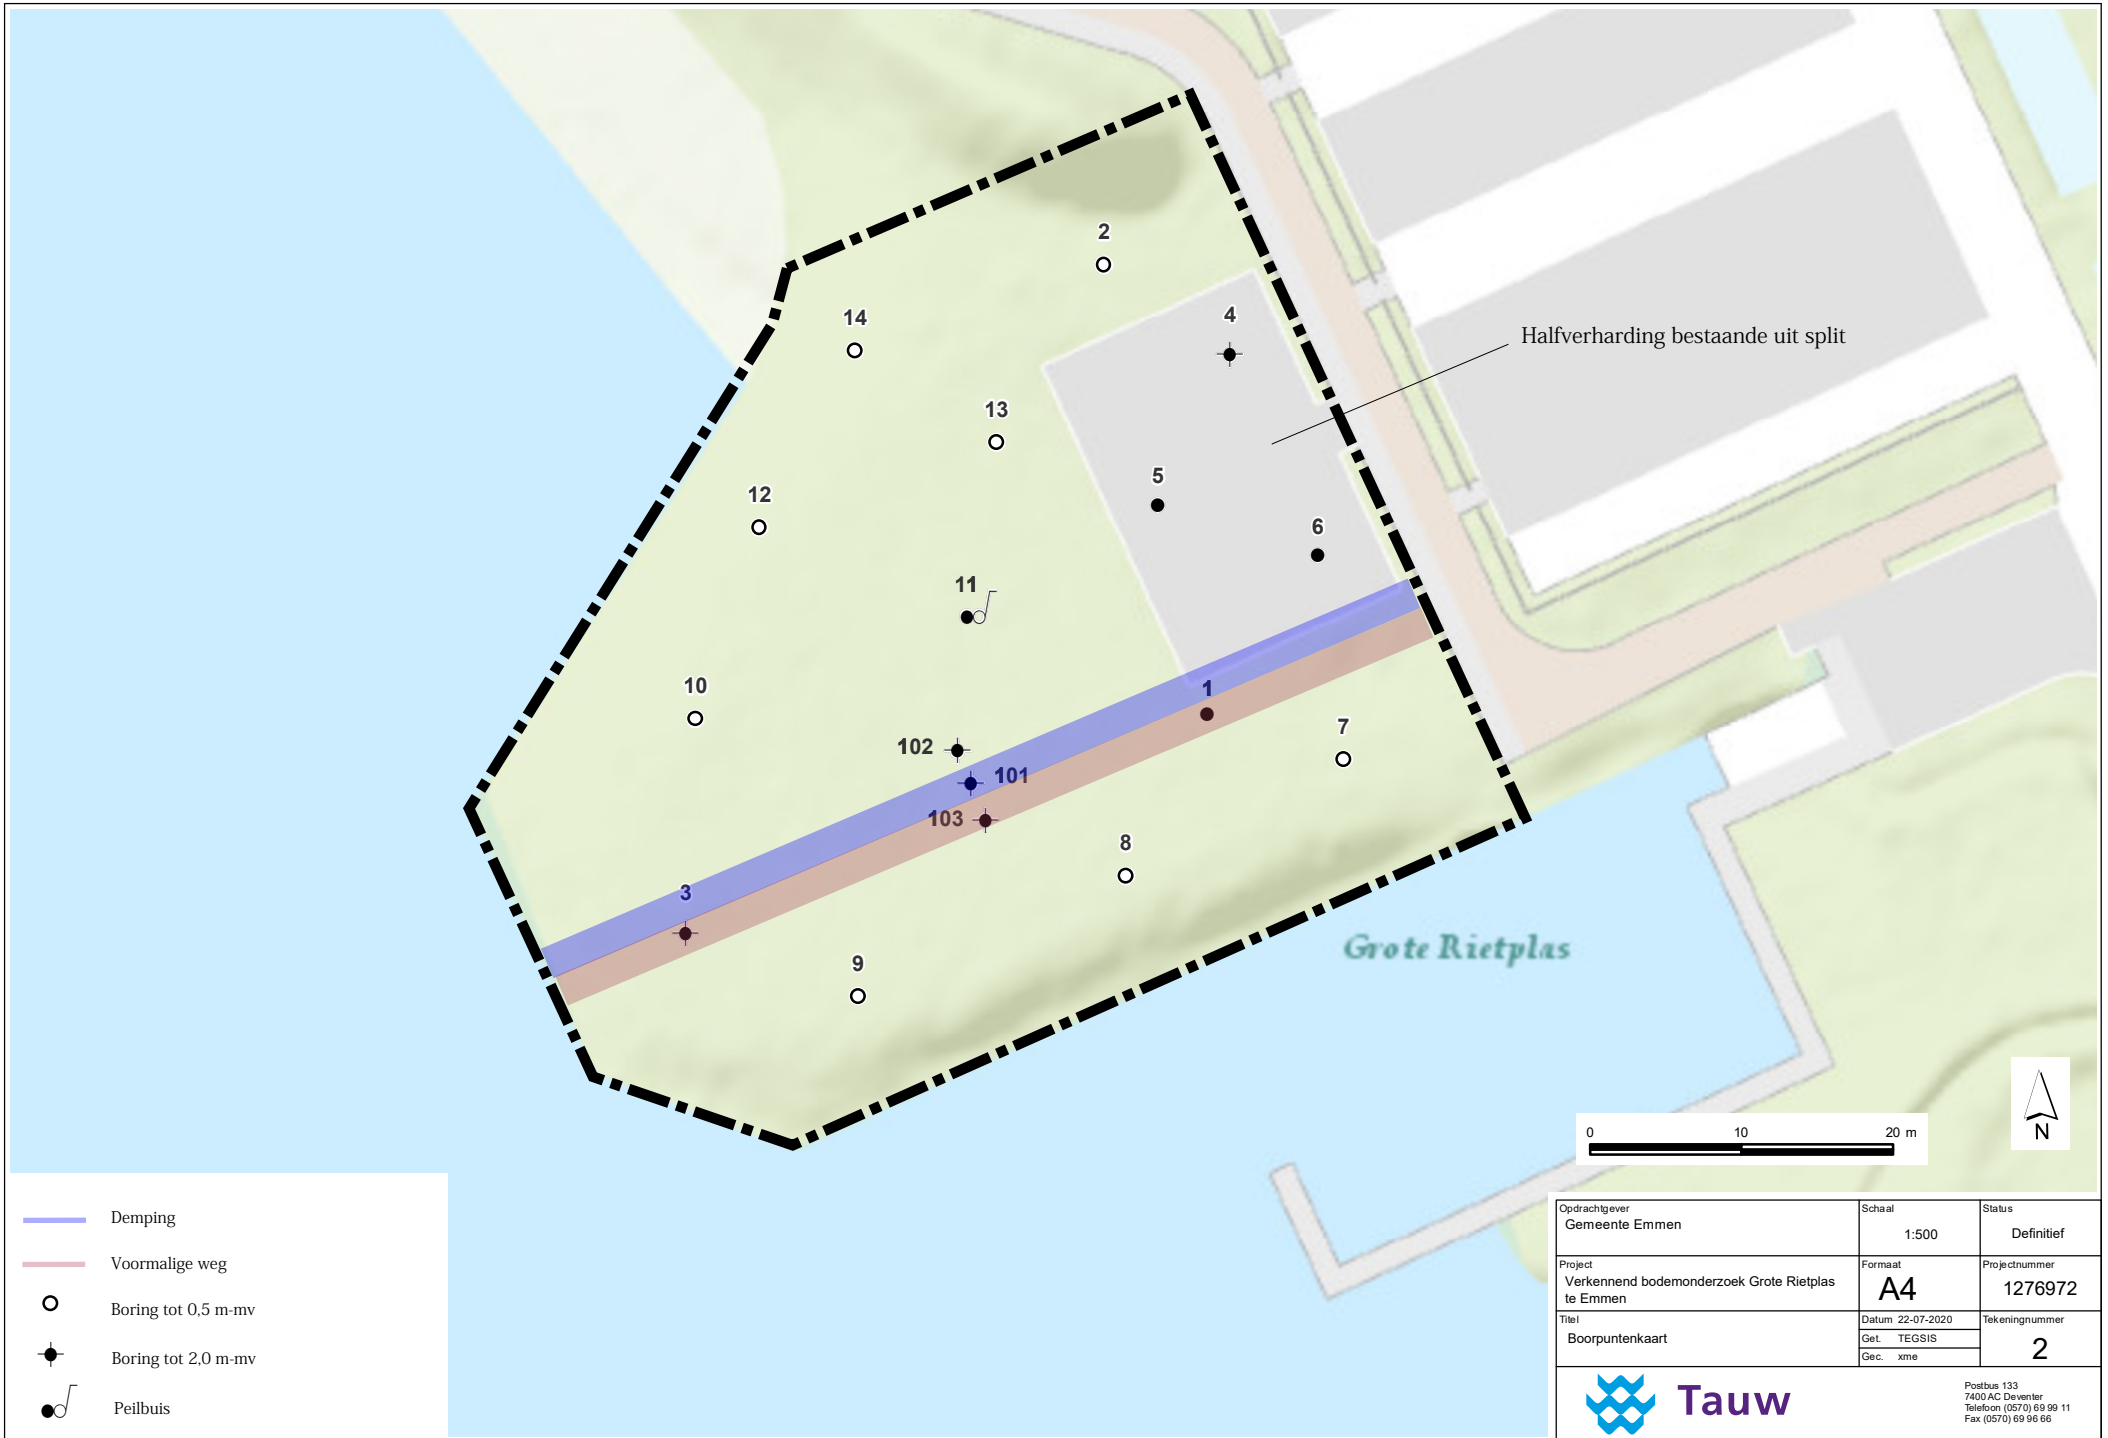 2
14
4
Halfverharding bestaande uit split
13
5
12
6
11
10
1
7
102
101
103
8
3
9
Grote Rietplas
0 10 20 m
N
Demping
Voormalige weg
Boring tot 0,5 m-mv
Boring tot 2,0 m-mv
Peilbuis
Opdrachtgever
Gemeente Emmen
Schaal
1:500
Status
Definitief
Project
Verkennend bodemonderzoek Grote Rietplas
te Emmen
Formaat
A4
Projectnummer
1276972
Titel
Boorpuntenkaart
Datum 22-07-2020
Get. TEGSIS
Gec. xme
Tekeningnummer
2
Tauw
Postbus 133
7400 AC Deventer
Telefoon (0570) 69 99 11
Fax (0570) 69 96 66